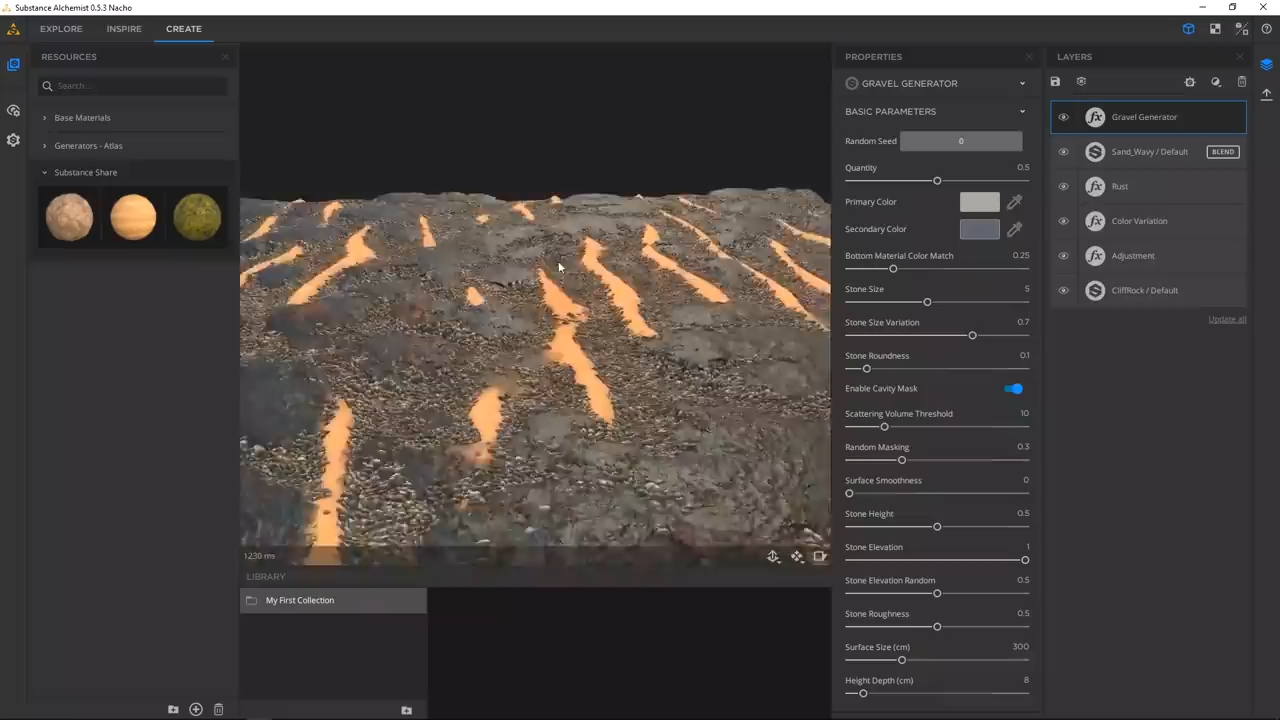 Substance Alchemist 0.5.3 Nacho
EXPLORE
INSPIRE
CREATE
RESOURCES
Search...
Base Materials
Generators - Atlas
Substance Share
1230 ms
LIBRARY
My First Collection
PROPERTIES
GRAVEL GENERATOR
BASIC PARAMETERS
Random Seed 0
Quantity 0.5
Primary Color
Secondary Color
Bottom Material Color Match 0.25
Stone Size 5
Stone Size Variation 0.7
Stone Roundness 0.1
Enable Cavity Mask
Scattering Volume Threshold 10
Random Masking 0.3
Surface Smoothness 0
Stone Height 0.5
Stone Elevation 1
Stone Elevation Random 0.5
Stone Roughness 0.5
Surface Size (cm) 300
Height Depth (cm) 8
LAYERS
Gravel Generator
Sand_Wavy / Default BLEND
Rust
Color Variation
Adjustment
CliffRock / Default
Update all